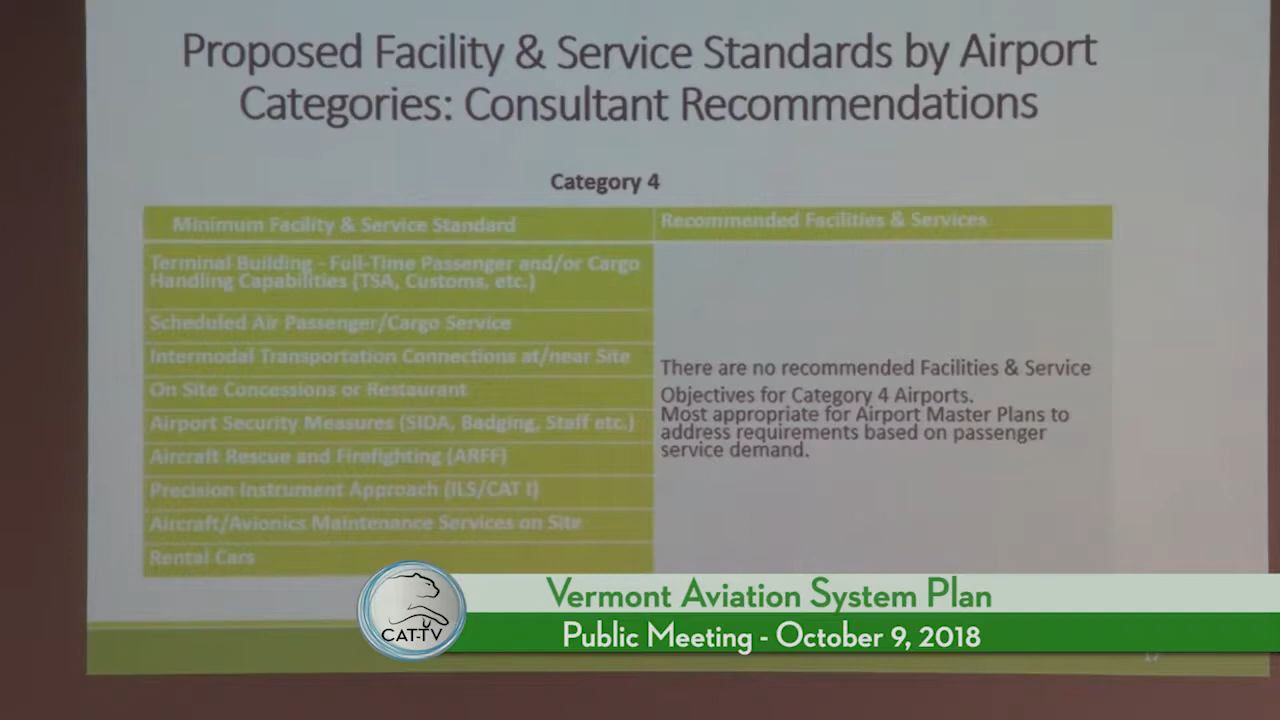 Proposed Facility & Service Standards by Airport
Categories: Consultant Recommendations
Category 4
Minimum Facility & Service Standard
Recommended Facilities & Services
Terminal Building - Full-Time Passenger and/or Cargo
Handling Capabilities (TSA, Customs, etc.)
Scheduled Air Passenger/Cargo Service
Intermodal Transportation Connections at/near Site
On Site Concessions or Restaurant
Airport Security Measures (SIDA, Badging, Staff etc.)
Aircraft Rescue and Firefighting (ARFF)
Precision Instrument Approach (ILS/CAT I)
Aircraft/Avionics Maintenance Services on Site
Rental Cars
There are no recommended Facilities & Service
Objectives for Category 4 Airports.
Most appropriate for Airport Master Plans to
address requirements based on passenger
service demand.
CAT-TV
Vermont Aviation System Plan
Public Meeting - October 9, 2018